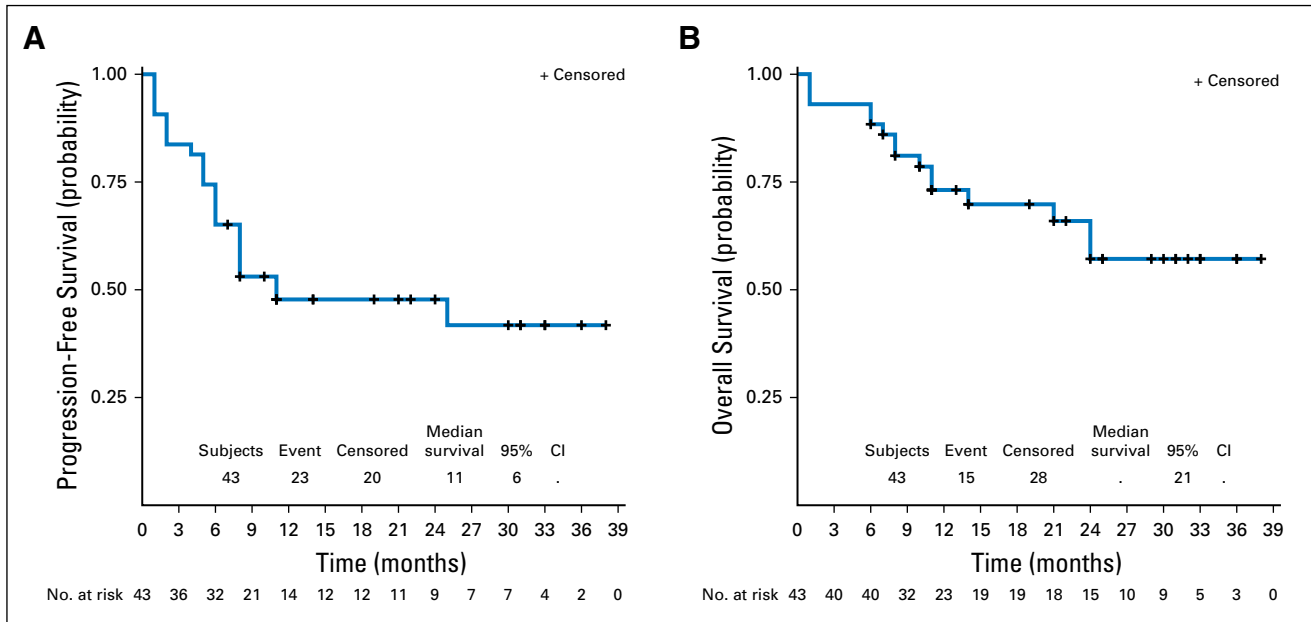 A
Progression-Free Survival (probability)
+ Censored
1.00
0.75
0.50
0.25
Median
Subjects Event Censored survival 95% CI
43 23 20 11 6 .
0 3 6 9 12 15 18 21 24 27 30 33 36 39
Time (months)
No. at risk 43 36 32 21 14 12 12 11 9 7 7 4 2 0
B
Overall Survival (probability)
+ Censored
1.00
0.75
0.50
0.25
Median
Subjects Event Censored survival 95% CI
43 15 28 . 21 .
0 3 6 9 12 15 18 21 24 27 30 33 36 39
Time (months)
No. at risk 43 40 40 32 23 19 19 18 15 10 9 5 3 0